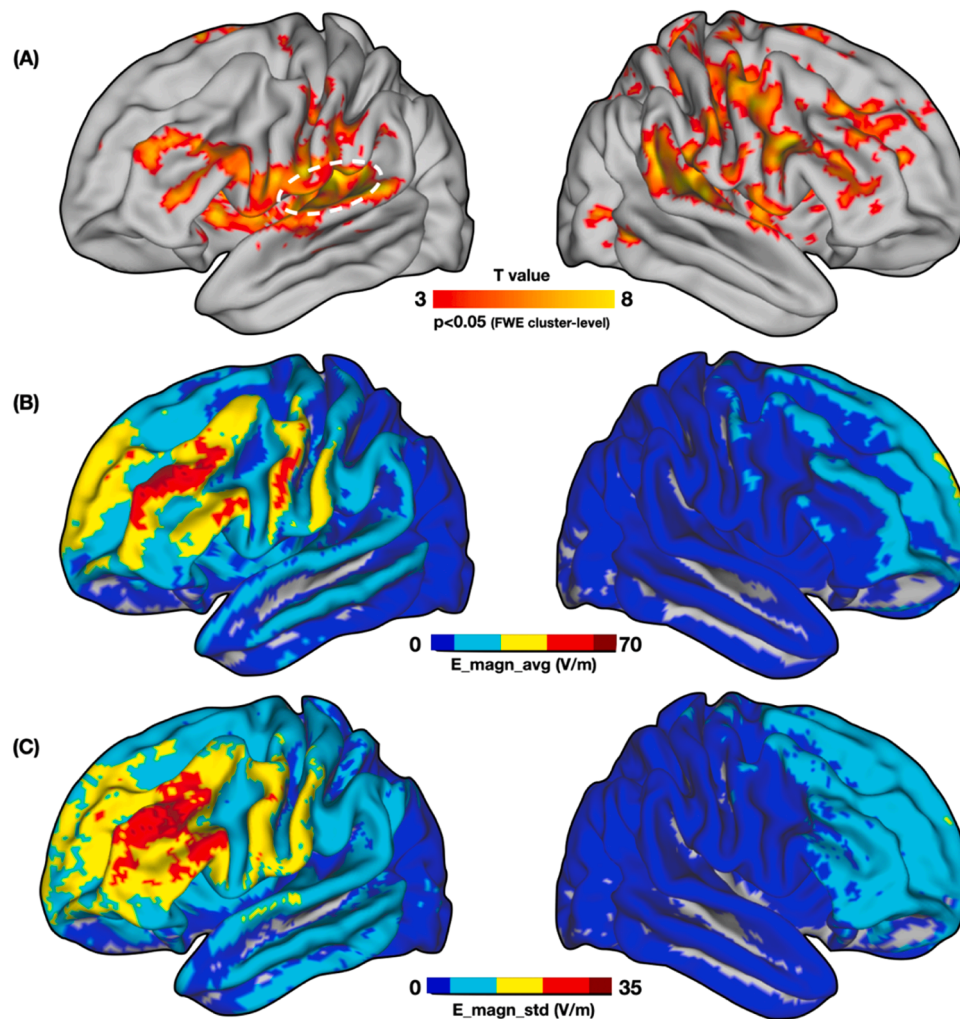 (A)
T value
3 8
p<0.05 (FWE cluster-level)
(B)
0 70
E_magn_avg (V/m)
(C)
0 35
E_magn_std (V/m)